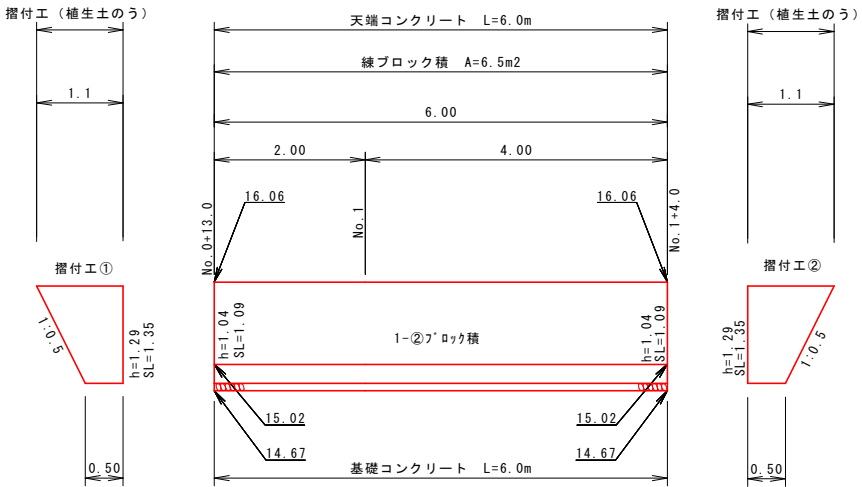 摺付工（植生土のう）
天端コンクリート L=6.0m
摺付工（植生土のう）
練ブロック積 A=6.5m2
1.1
6.00
1.1
2.00
4.00
No.0+13.0
16.06
No.1
16.06
No.1+4.0
摺付工①
摺付工②
1:0.5
h=1.29
SL=1.35
h=1.04
SL=1.09
1-②ﾌﾞﾛｯｸ積
h=1.04
SL=1.09
h=1.29
SL=1.35
1:0.5
15.02
15.02
14.67
14.67
0.50
基礎コンクリート L=6.0m
0.50